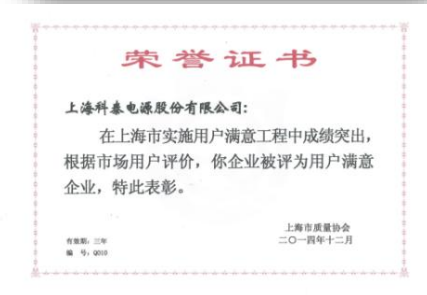 荣誉证书
上海科泰电源股份有限公司：
在上海市实施用户满意工程中成绩突出，
根据市场用户评价，你企业被评为用户满意
企业，特此表彰。
上海市质量协会
二〇一四年十二月
有效期：三年
编 号：Q019